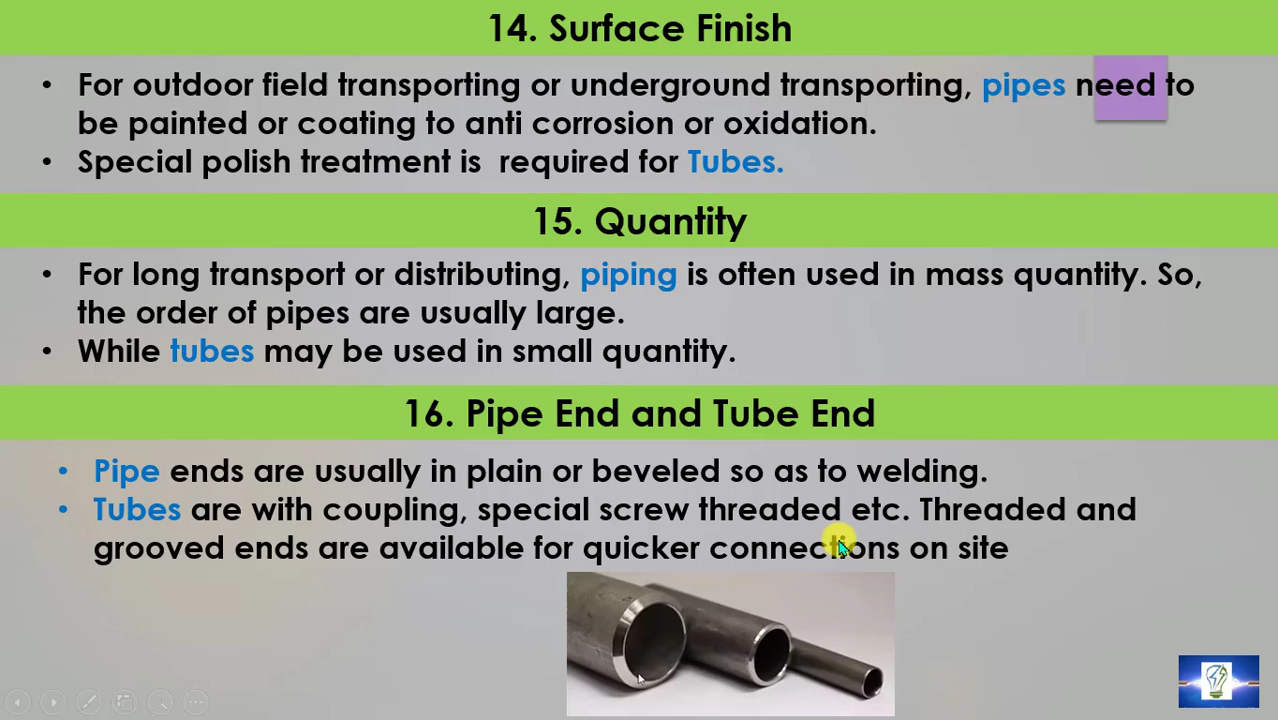 14. Surface Finish
• For outdoor field transporting or underground transporting, pipes need to
be painted or coating to anti corrosion or oxidation.
• Special polish treatment is  required for Tubes.
15. Quantity
• For long transport or distributing, piping is often used in mass quantity. So,
the order of pipes are usually large.
• While tubes may be used in small quantity.
16. Pipe End and Tube End
• Pipe ends are usually in plain or beveled so as to welding.
• Tubes are with coupling, special screw threaded etc. Threaded and
grooved ends are available for quicker connections on site